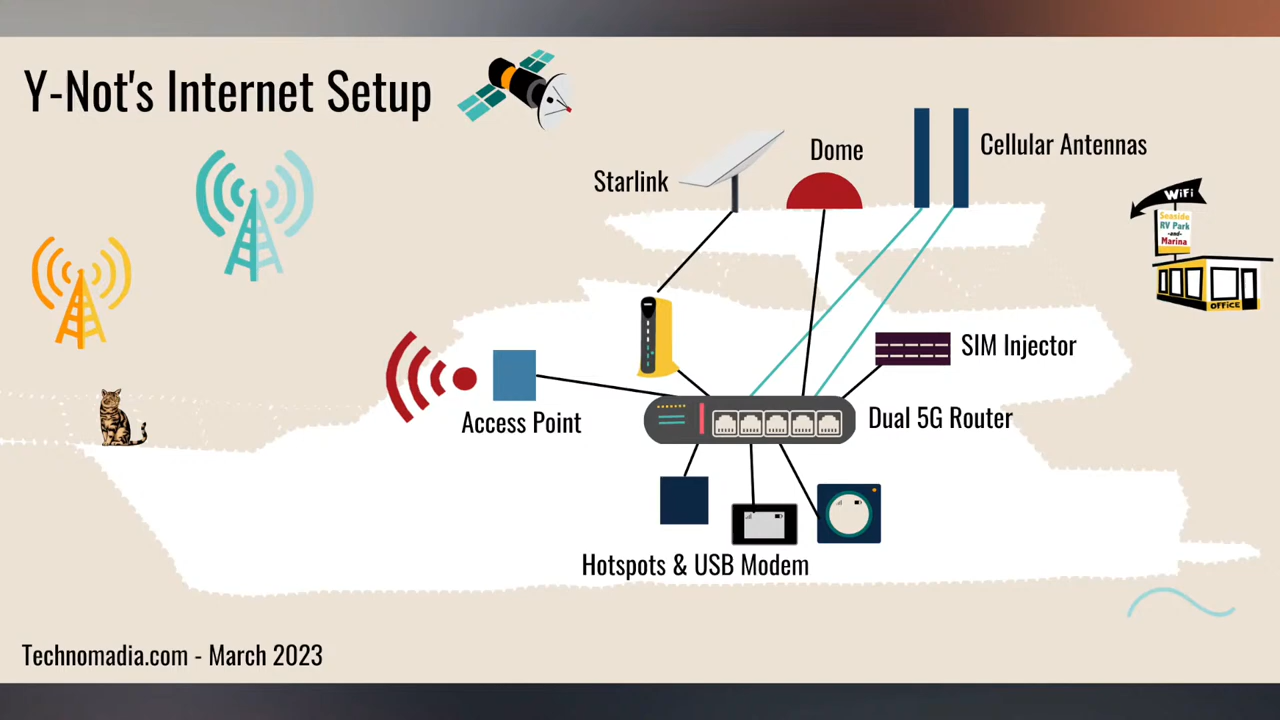 Y-Not's Internet Setup
Starlink
Dome
Cellular Antennas
WiFi
Seaside
RV Park
-and-
Marina
OFFICE
SIM Injector
Access Point
Dual 5G Router
Hotspots & USB Modem
Technomadia.com - March 2023